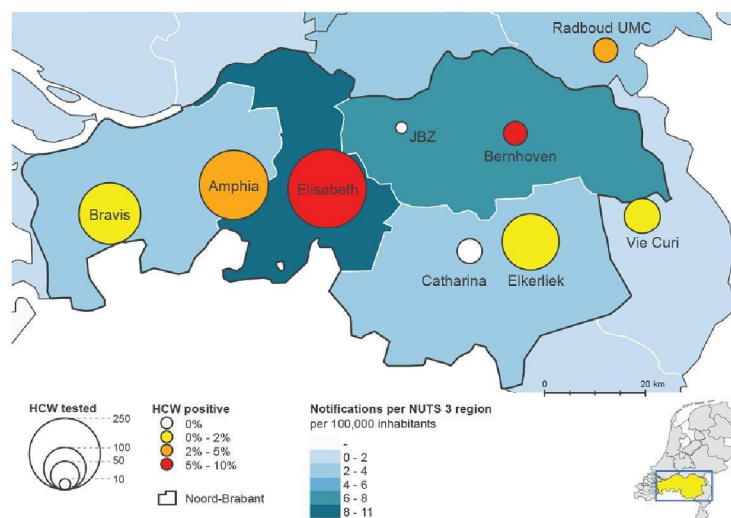 Radboud UMC
JBZ
Bernhoven
Amphia
Elisabeth
Bravis
Vie Curi
Catharina
Elkerliek
0 20 km
HCW tested
250
100
50
10
HCW positive
0%
0% - 2%
2% - 5%
5% - 10%
Noord-Brabant
Notifications per NUTS 3 region
per 100,000 inhabitants
-
0 - 2
2 - 4
4 - 6
6 - 8
8 - 11